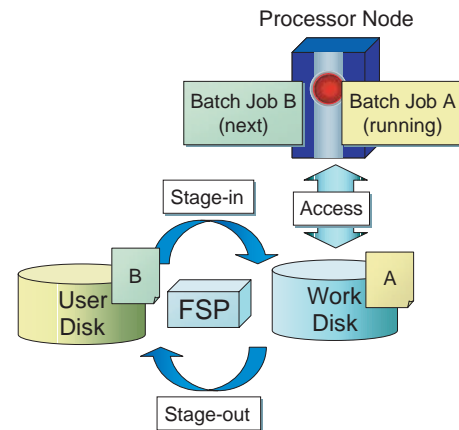 Processor Node
Batch Job B
(next)
Batch Job A
(running)
Stage-in
Access
B
User
Disk
FSP
Work
Disk
A
Stage-out